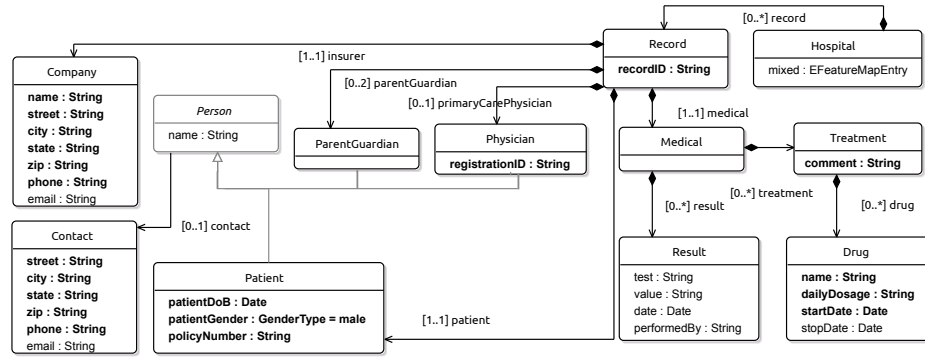 [0..*] record
Record
recordID : String
Hospital
mixed : EFeatureMapEntry
[1..1] insurer
Company
name : String
street : String
city : String
state : String
zip : String
phone : String
email : String
[0..2] parentGuardian
[0..1] primaryCarePhysician
Person
name : String
ParentGuardian
Physician
registrationID : String
[1..1] medical
Medical
Treatment
comment : String
[0..*] treatment
[0..*] result
[0..*] drug
[0..1] contact
Contact
street : String
city : String
state : String
zip : String
phone : String
email : String
Patient
patientDoB : Date
patientGender : GenderType = male
policyNumber : String
[1..1] patient
Result
test : String
value : String
date : Date
performedBy : String
Drug
name : String
dailyDosage : String
startDate : Date
stopDate : Date